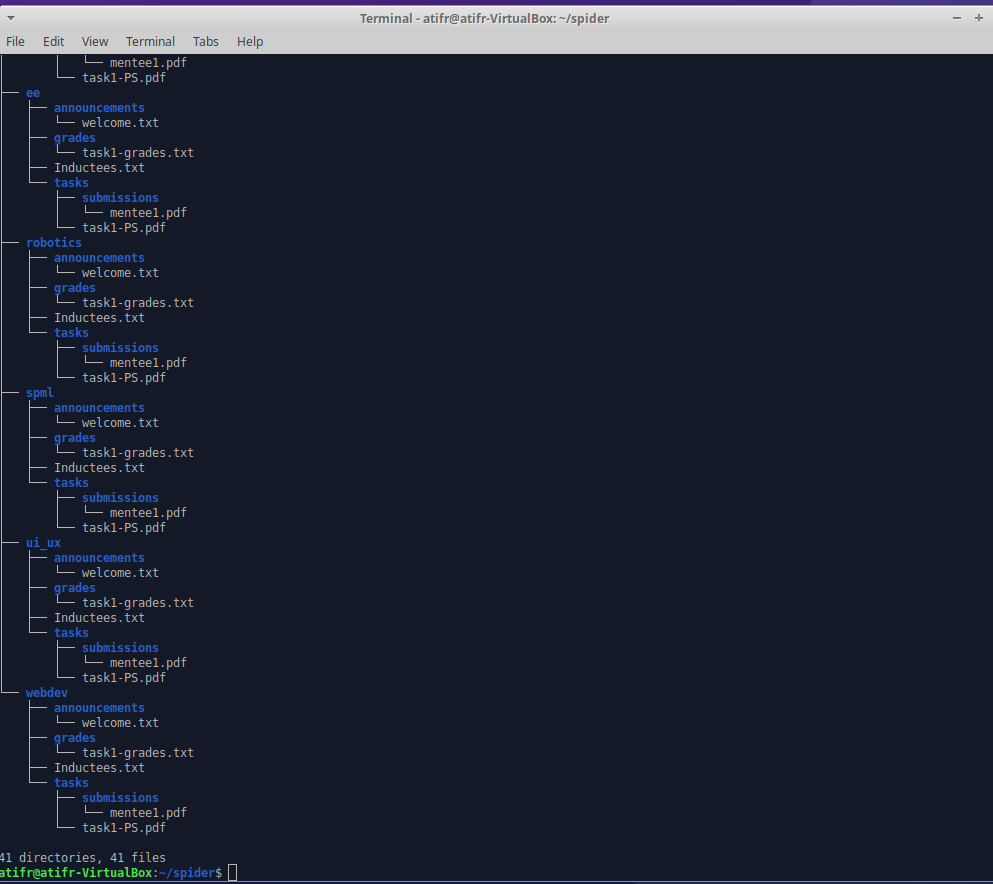 Terminal - atifr@atifr-VirtualBox: ~/spider
File Edit View Terminal Tabs Help
│   │   └── mentee1.pdf
│   └── task1-PS.pdf
├── ee
│   ├── announcements
│   │   └── welcome.txt
│   ├── grades
│   │   └── task1-grades.txt
│   ├── Inductees.txt
│   └── tasks
│       ├── submissions
│       │   └── mentee1.pdf
│       └── task1-PS.pdf
├── robotics
│   ├── announcements
│   │   └── welcome.txt
│   ├── grades
│   │   └── task1-grades.txt
│   ├── Inductees.txt
│   └── tasks
│       ├── submissions
│       │   └── mentee1.pdf
│       └── task1-PS.pdf
├── spml
│   ├── announcements
│   │   └── welcome.txt
│   ├── grades
│   │   └── task1-grades.txt
│   ├── Inductees.txt
│   └── tasks
│       ├── submissions
│       │   └── mentee1.pdf
│       └── task1-PS.pdf
├── ui_ux
│   ├── announcements
│   │   └── welcome.txt
│   ├── grades
│   │   └── task1-grades.txt
│   ├── Inductees.txt
│   └── tasks
│       ├── submissions
│       │   └── mentee1.pdf
│       └── task1-PS.pdf
└── webdev
    ├── announcements
    │   └── welcome.txt
    ├── grades
    │   └── task1-grades.txt
    ├── Inductees.txt
    └── tasks
        ├── submissions
        │   └── mentee1.pdf
        └── task1-PS.pdf
41 directories, 41 files
atifr@atifr-VirtualBox:~/spider$